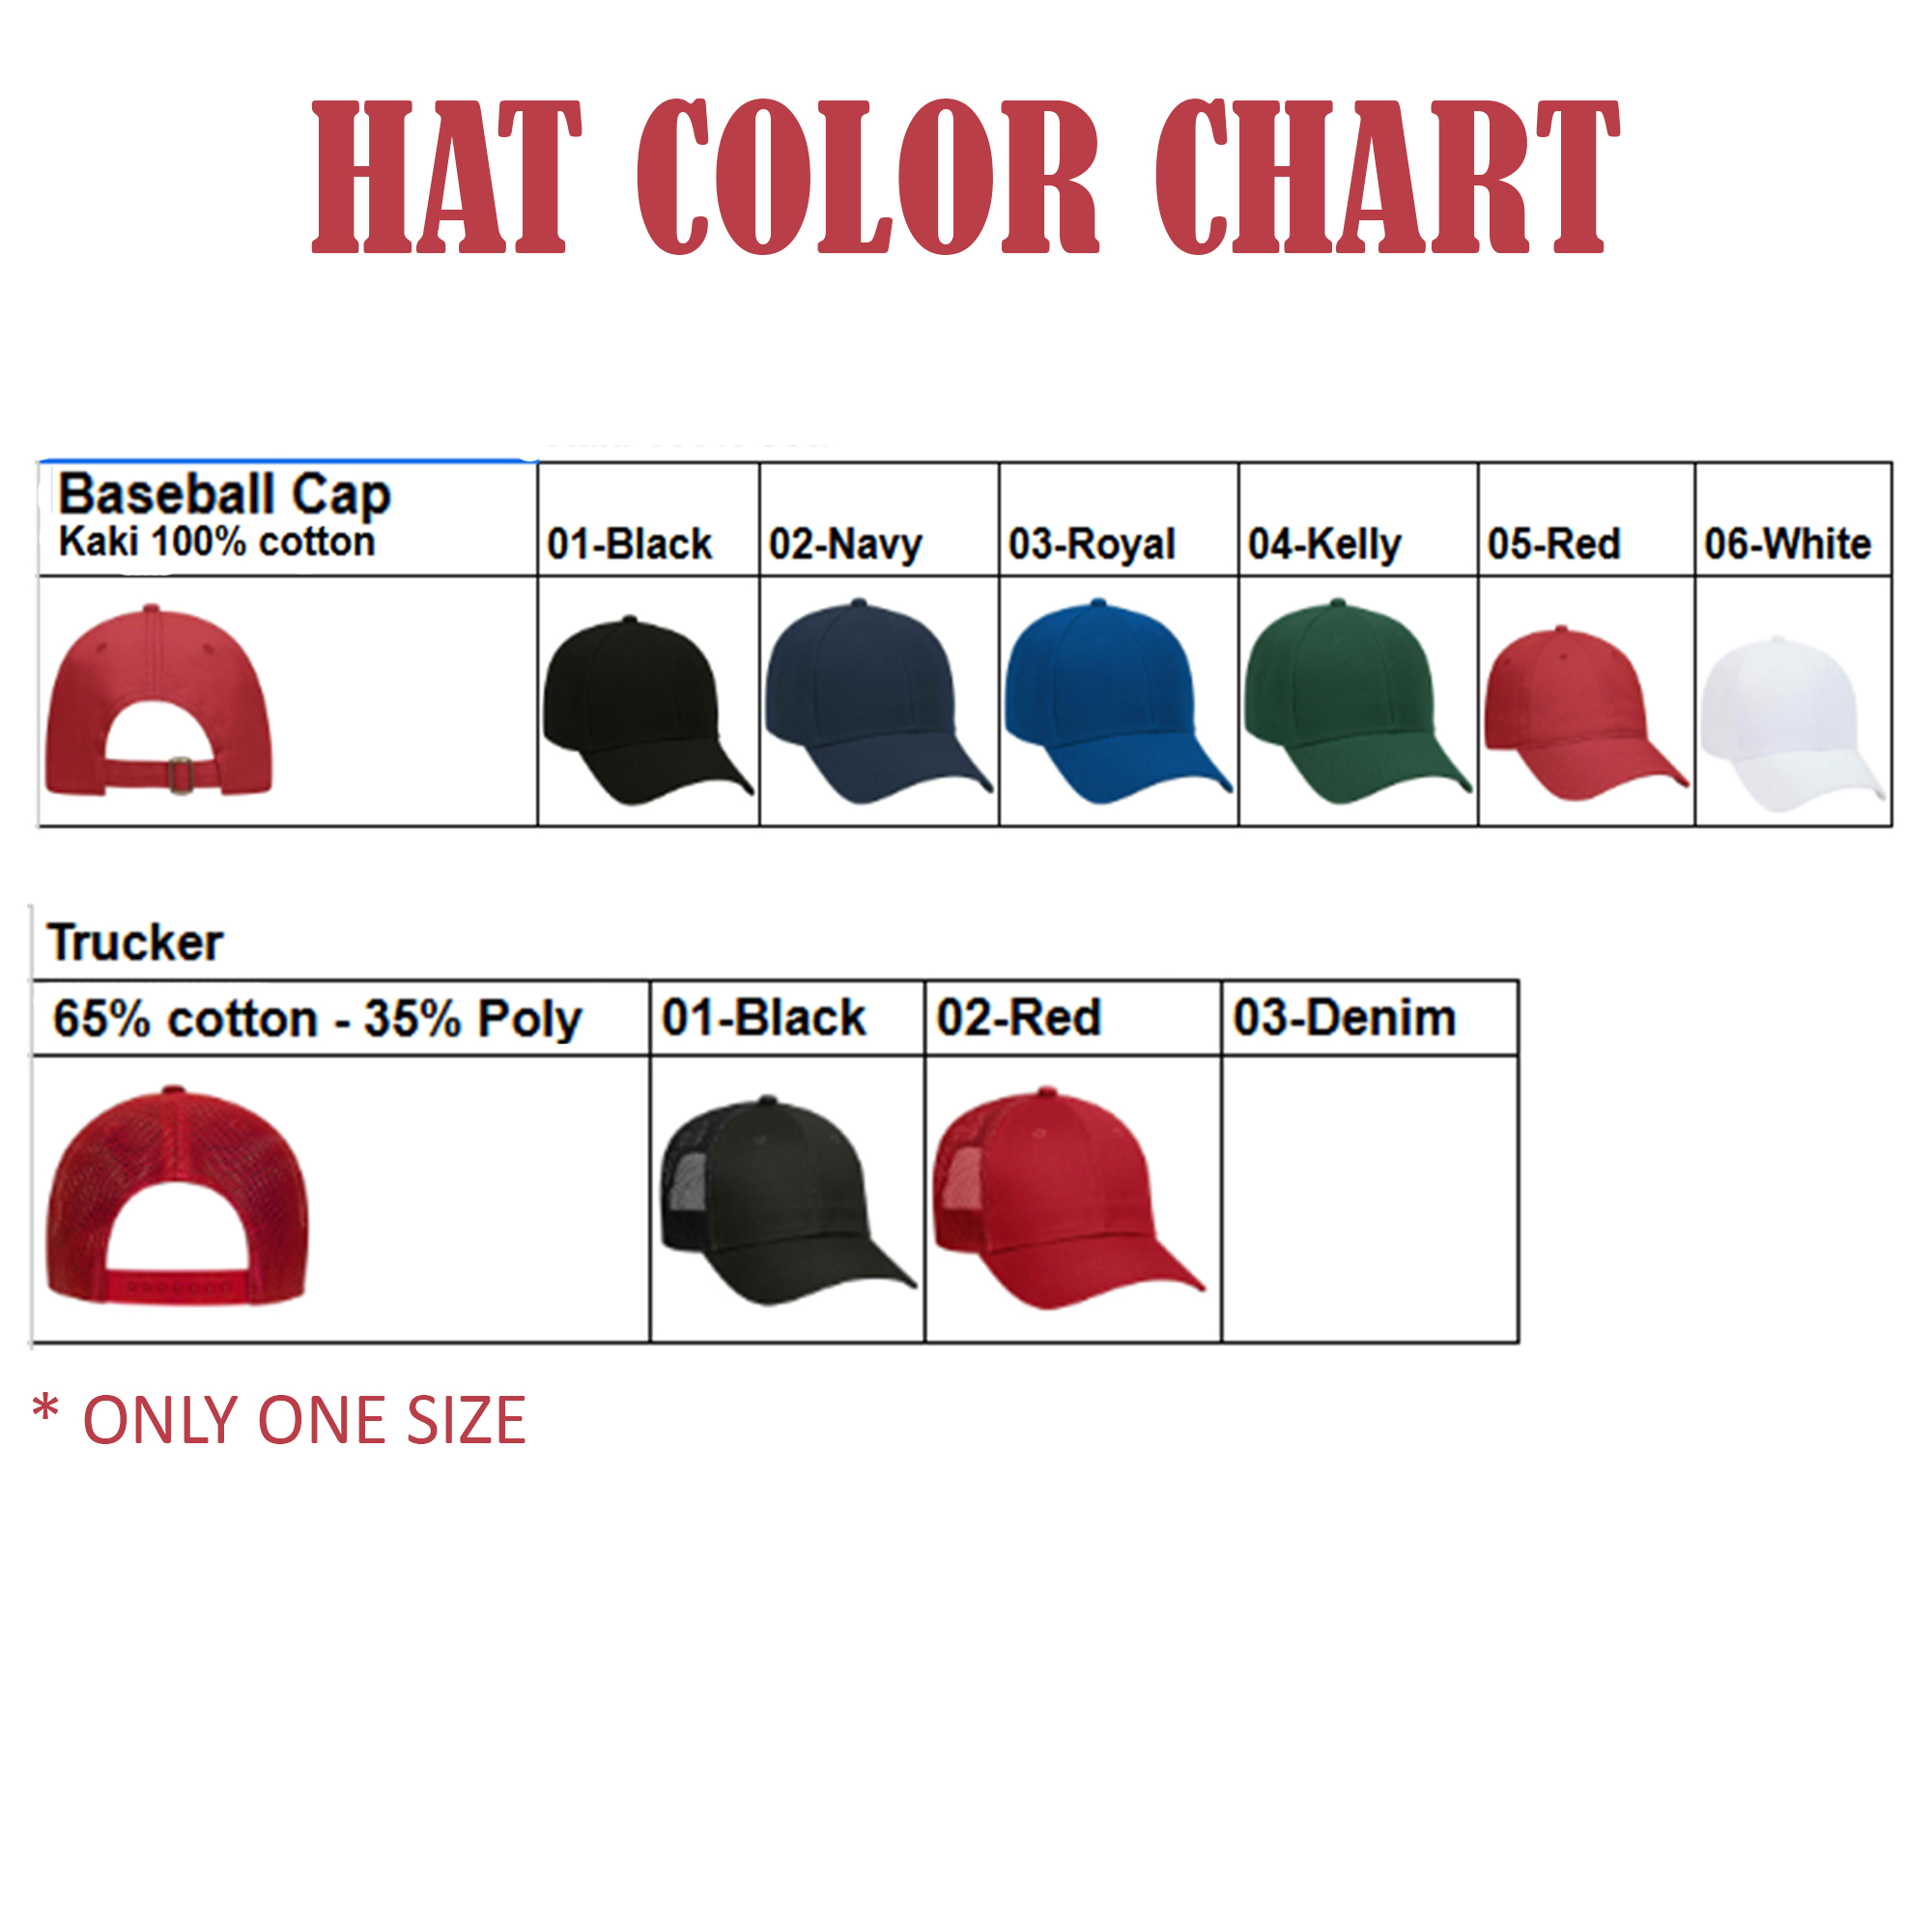 HAT COLOR CHART
Baseball Cap
Kaki 100% cotton
01-Black
02-Navy
03-Royal
04-Kelly
05-Red
06-White
Trucker
65% cotton - 35% Poly
01-Black
02-Red
03-Denim
* ONLY ONE SIZE